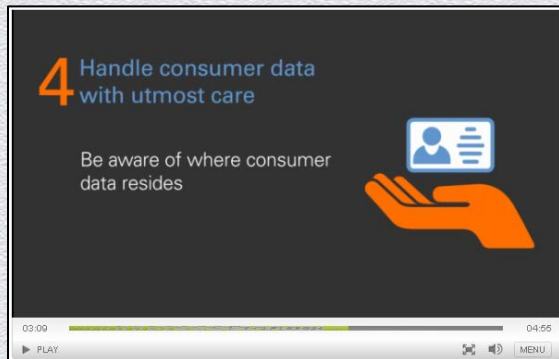 4 Handle consumer data
with utmost care
Be aware of where consumer
data resides
03:09 04:55
PLAY MENU